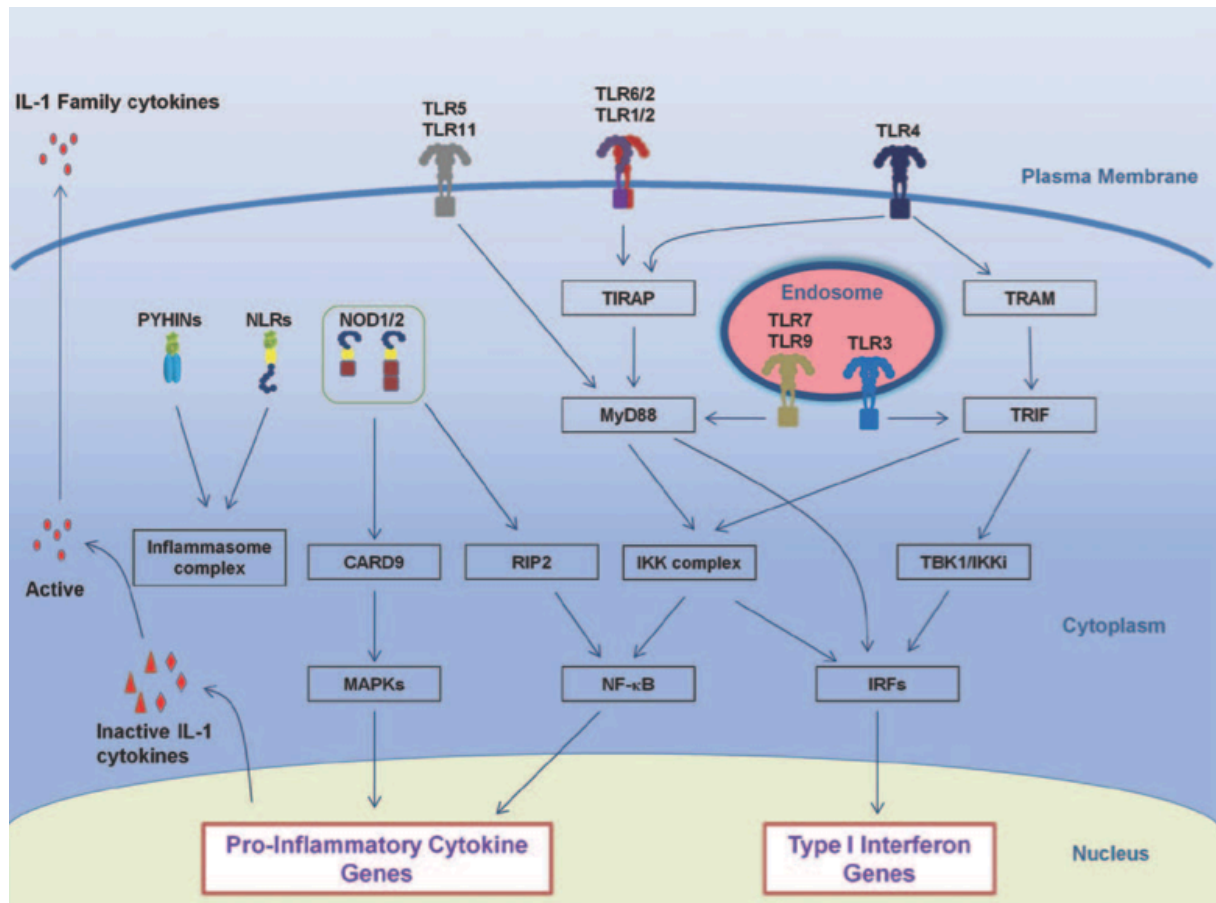 IL-1 Family cytokines
TLR5
TLR11
TLR6/2
TLR1/2
TLR4
Plasma Membrane
TIRAP
Endosome
TRAM
PYHINs
NLRs
NOD1/2
TLR7
TLR9
TLR3
MyD88
TRIF
Inflammasome
complex
CARD9
RIP2
IKK complex
TBK1/IKKi
Active
Cytoplasm
MAPKs
NF-κB
IRFs
Inactive IL-1
cytokines
Pro-Inflammatory Cytokine
Genes
Type I Interferon
Genes
Nucleus